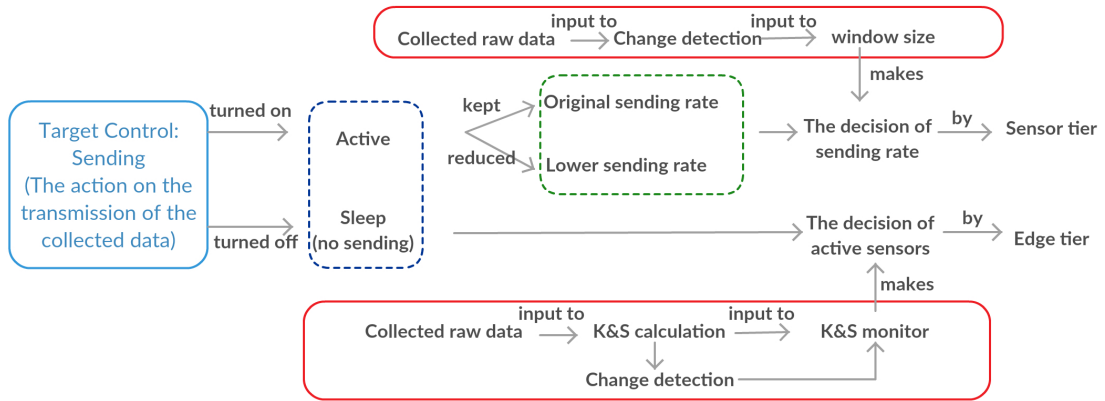 input to
input to
Collected raw data
Change detection
window size
makes
turned on
kept
Original sending rate
Target Control:
Sending
(The action on the
transmission of the
collected data)
Active
reduced
Lower sending rate
The decision of
sending rate
by
Sensor tier
turned off
Sleep
(no sending)
The decision of
active sensors
by
Edge tier
makes
input to
input to
Collected raw data
K&S calculation
K&S monitor
Change detection